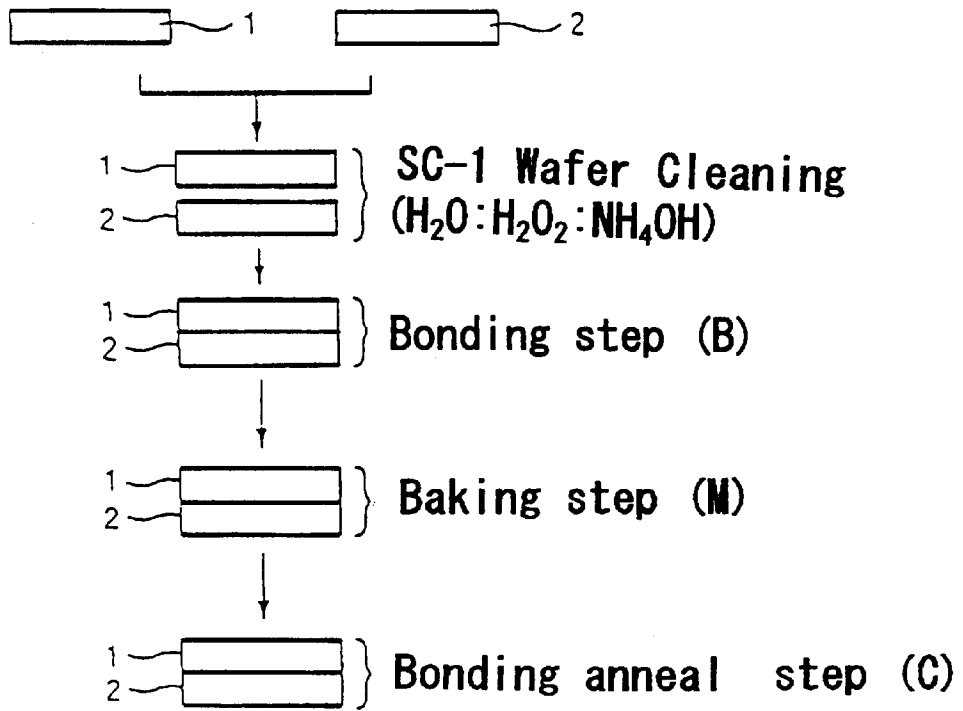 1
2
1
2
SC-1 Wafer Cleaning
(H₂O:H₂O₂:NH₄OH)
1
2
Bonding step (B)
1
2
Baking step (M)
1
2
Bonding anneal step (C)